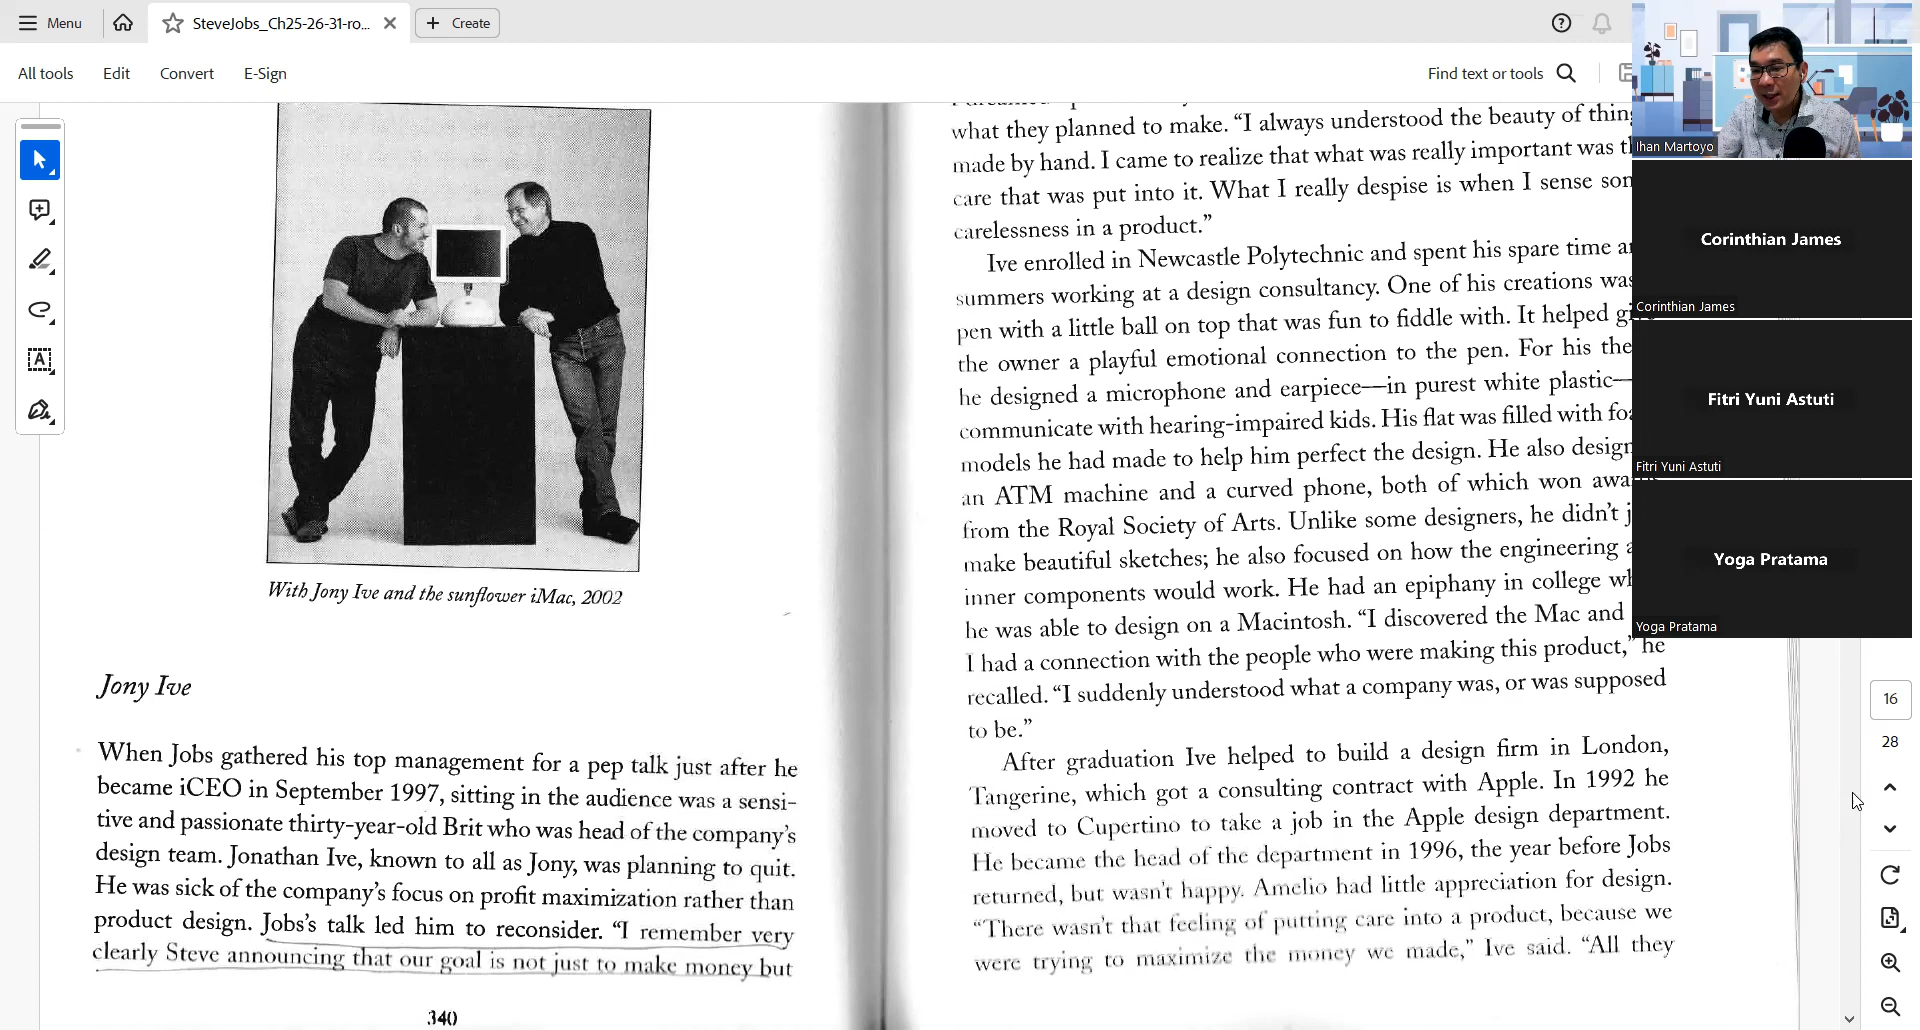 Menu
SteveJobs_Ch25-26-31-ro...
Create
All tools
Edit
Convert
E-Sign
Find text or tools
With Jony Ive and the sunflower iMac, 2002
Jony Ive
When Jobs gathered his top management for a pep talk just after he
became iCEO in September 1997, sitting in the audience was a sensi-
tive and passionate thirty-year-old Brit who was head of the company's
design team. Jonathan Ive, known to all as Jony, was planning to quit.
He was sick of the company's focus on profit maximization rather than
product design. Jobs's talk led him to reconsider. “I remember very
clearly Steve announcing that our goal is not just to make money but
340
what they planned to make. “I always understood the beauty of thin
made by hand. I came to realize that what was really important was
care that was put into it. What I really despise is when I sense
carelessness in a product.”
Ive enrolled in Newcastle Polytechnic and spent his spare time
summers working at a design consultancy. One of his creations was
pen with a little ball on top that was fun to fiddle with. It helped
the owner a playful emotional connection to the pen. For his
he designed a microphone and earpiece—in purest white plastic—
communicate with hearing-impaired kids. His flat was filled with
models he had made to help him perfect the design. He also design
an ATM machine and a curved phone, both of which won
from the Royal Society of Arts. Unlike some designers, he didn't
make beautiful sketches; he also focused on how the engineering
inner components would work. He had an epiphany in college
he was able to design on a Macintosh. “I discovered the Mac and
I had a connection with the people who were making this product,” he
recalled. “I suddenly understood what a company was, or was supposed
to be.”
After graduation Ive helped to build a design firm in London,
Tangerine, which got a consulting contract with Apple. In 1992 he
moved to Cupertino to take a job in the Apple design department.
He became the head of the department in 1996, the year before Jobs
returned, but wasn't happy. Amelio had little appreciation for design.
“There wasn't that feeling of putting care into a product, because we
were trying to maximize the money we made,” Ive said. “All they
Ihan Martoyo
Corinthian James
Corinthian James
Fitri Yuni Astuti
Fitri Yuni Astuti
Yoga Pratama
Yoga Pratama
16
28